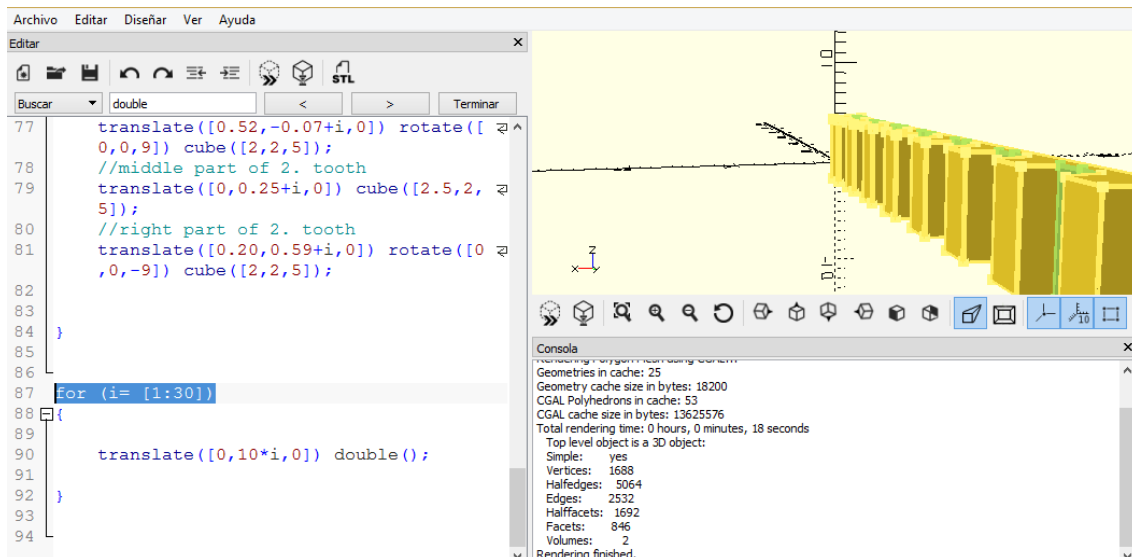 Archivo Editar Diseñar Ver Ayuda
Editar
STL
Buscar double < > Terminar
77 translate([0.52,-0.07+i,0]) rotate([
0,0,9]) cube([2,2,5]);
78 //middle part of 2. tooth
79 translate([0,0.25+i,0]) cube([2.5,2,
5]);
80 //right part of 2. tooth
81 translate([0.20,0.59+i,0]) rotate([0
,0,-9]) cube([2,2,5]);
82
83
84 }
85
86
87 for (i= [1:30])
88 {
89
90 translate([0,10*i,0]) double();
91
92 }
93
94
Z
x
y
10
Consola
Rendering Polygon Mesh using CGAL...
Geometries in cache: 25
Geometry cache size in bytes: 18200
CGAL Polyhedrons in cache: 53
CGAL cache size in bytes: 13625576
Total rendering time: 0 hours, 0 minutes, 18 seconds
Top level object is a 3D object:
Simple: yes
Vertices: 1688
Halfedges: 5064
Edges: 2532
Halffacets: 1692
Facets: 846
Volumes: 2
Rendering finished.